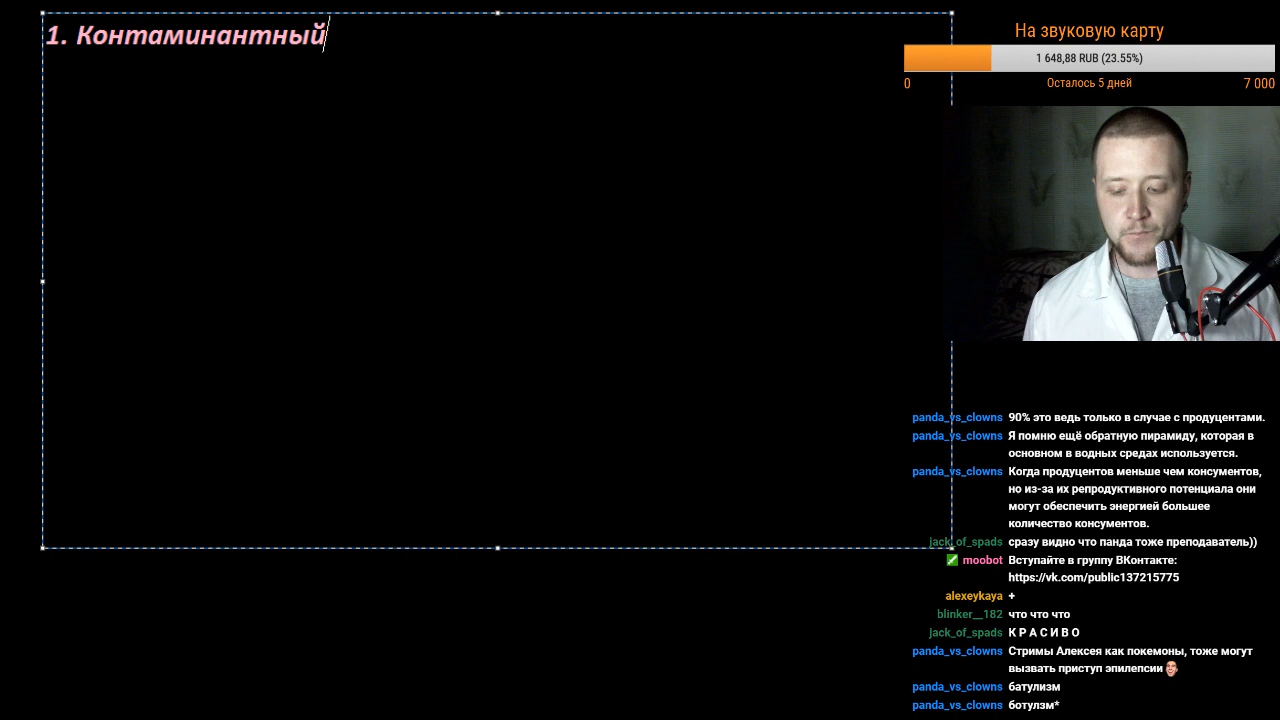 1. Контаминантный
На звуковую карту
1 648,88 RUB (23.55%)
0 Осталось 5 дней 7 000
panda_vs_clowns 90% это ведь только в случае с продуцентами.
panda_vs_clowns Я помню ещё обратную пирамиду, которая в
основном в водных средах используется.
panda_vs_clowns Когда продуцентов меньше чем консументов,
но из-за их репродуктивного потенциала они
могут обеспечить энергией большее
количество консументов.
jack_of_spads сразу видно что панда тоже преподаватель))
moobot Вступайте в группу ВКонтакте:
https://vk.com/public137215775
alexeykaya +
blinker__182 что что что
jack_of_spads К Р А С И В О
panda_vs_clowns Стримы Алексея как покемоны, тоже могут
вызвать приступ эпилепсии
panda_vs_clowns батулизм
panda_vs_clowns ботулзм*